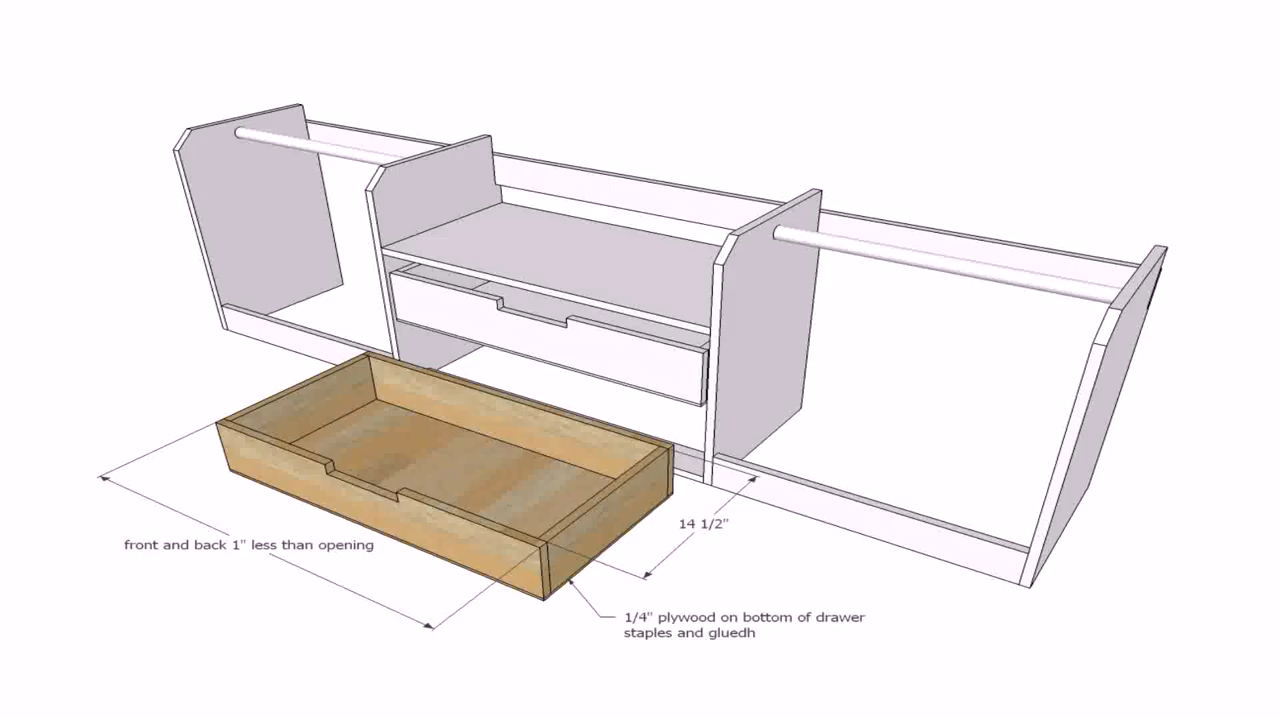 14 1/2"
front and back 1" less than opening
1/4" plywood on bottom of drawer
staples and gluedh